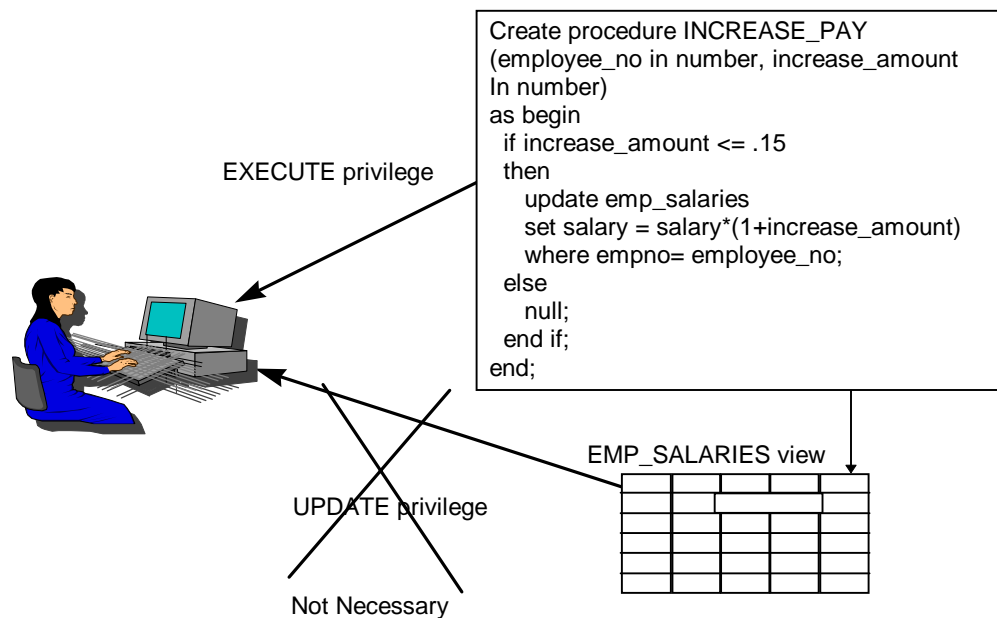 Create procedure INCREASE_PAY
(employee_no in number, increase_amount
In number)
as begin
if increase_amount <= .15
then
update emp_salaries
set salary = salary*(1+increase_amount)
where empno= employee_no;
else
null;
end if;
end;
EXECUTE privilege
EMP_SALARIES view
UPDATE privilege
Not Necessary